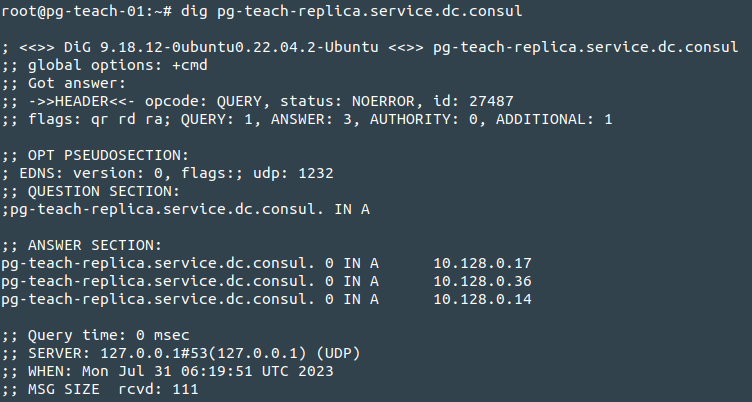 root@pg-teach-01:~# dig pg-teach-replica.service.dc.consul

; <<>> DiG 9.18.12-0ubuntu0.22.04.2-Ubuntu <<>> pg-teach-replica.service.dc.consul
;; global options: +cmd
;; Got answer:
;; ->>HEADER<<- opcode: QUERY, status: NOERROR, id: 27487
;; flags: qr rd ra; QUERY: 1, ANSWER: 3, AUTHORITY: 0, ADDITIONAL: 1

;; OPT PSEUDOSECTION:
; EDNS: version: 0, flags:; udp: 1232
;; QUESTION SECTION:
;pg-teach-replica.service.dc.consul. IN A

;; ANSWER SECTION:
pg-teach-replica.service.dc.consul. 0 IN A 10.128.0.17
pg-teach-replica.service.dc.consul. 0 IN A 10.128.0.36
pg-teach-replica.service.dc.consul. 0 IN A 10.128.0.14

;; Query time: 0 msec
;; SERVER: 127.0.0.1#53(127.0.0.1) (UDP)
;; WHEN: Mon Jul 31 06:19:51 UTC 2023
;; MSG SIZE  rcvd: 111